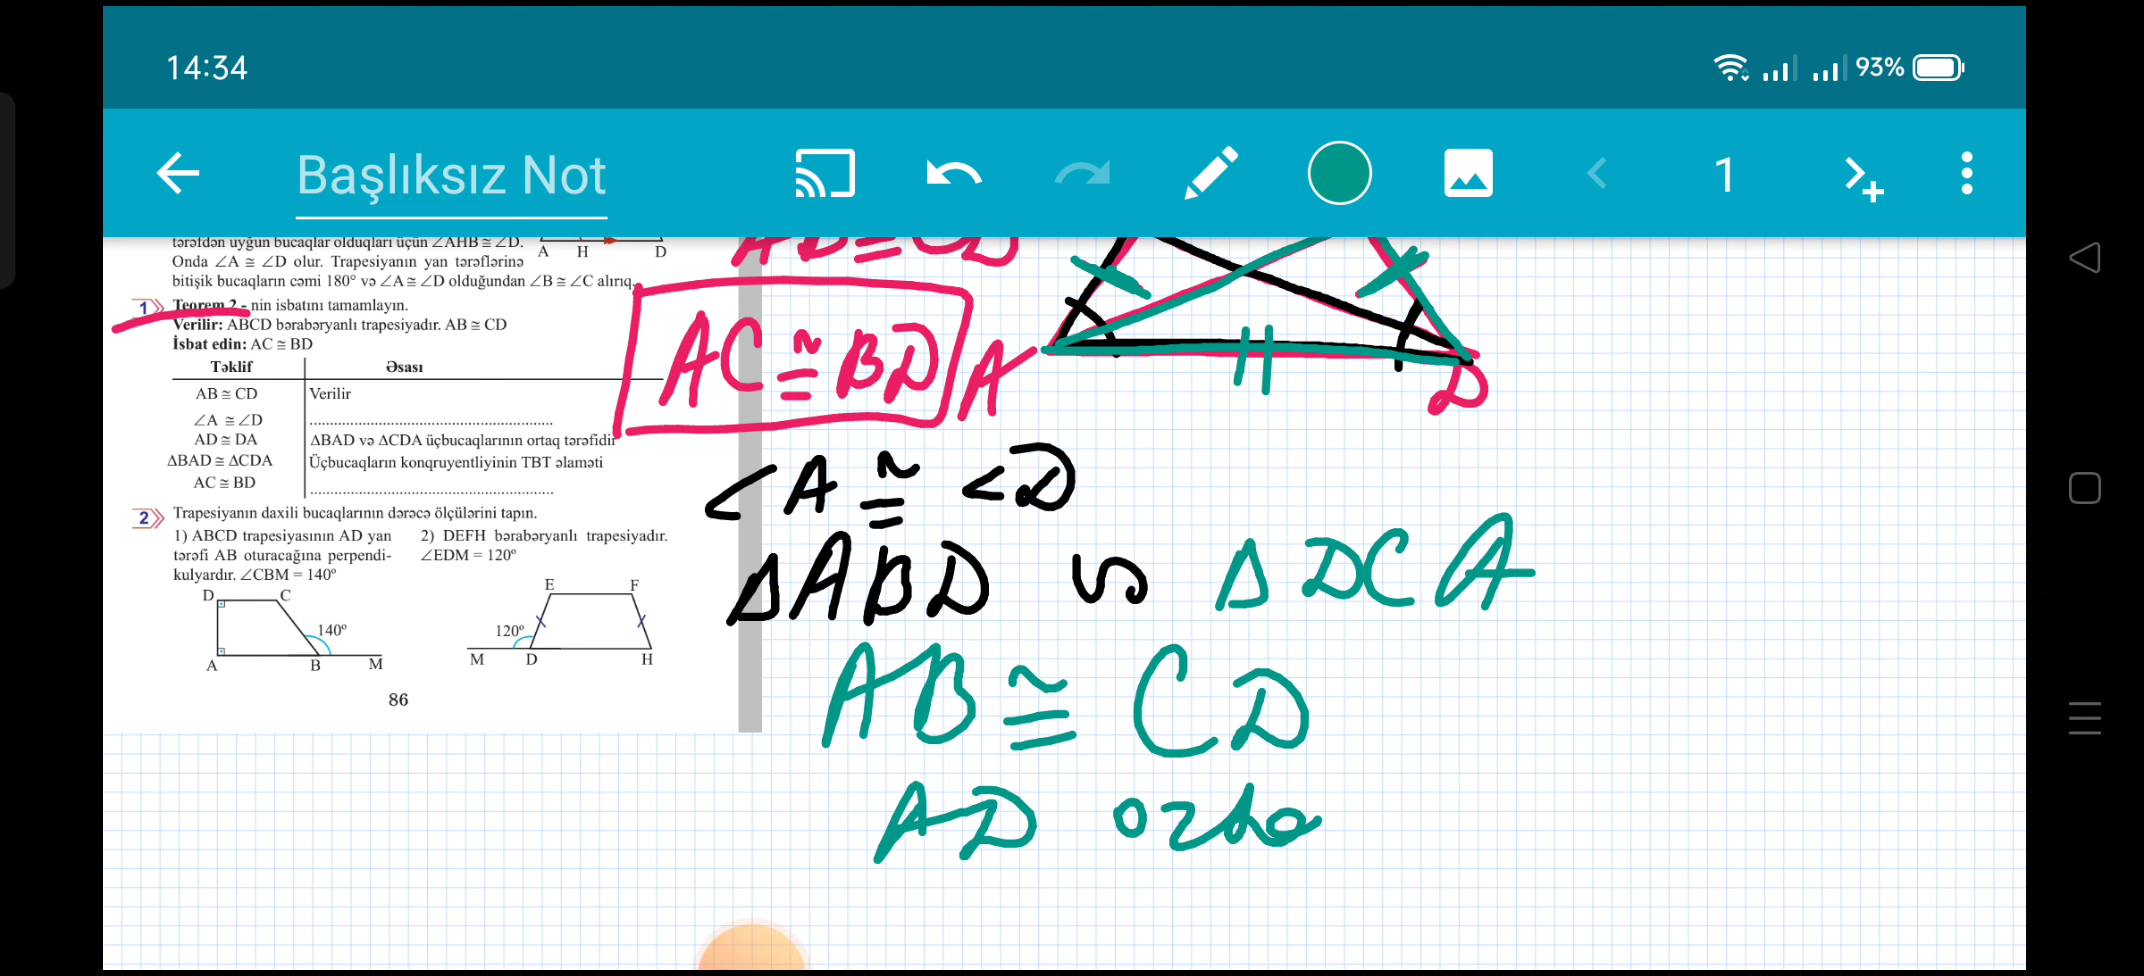 14:34
93%
Başlıksız Not
1
tərəfdən uyğun bucaqlar olduqları üçün ∠AHB ≅ ∠D.
Onda ∠A ≅ ∠D olur. Trapesiyanın yan tərəflərinə
bitişik bucaqların cəmi 180° və ∠A ≅ ∠D olduğundan ∠B ≅ ∠C alırıq.
A H D
1 Teorem 2 - nin isbatını tamamlayın.
Verilir: ABCD bərabəryanlı trapesiyadır. AB ≅ CD
İsbat edin: AC ≅ BD
Təklif Əsası
AB ≅ CD Verilir
∠A ≅ ∠D ......................................................
AD ≅ DA ΔBAD və ΔCDA üçbucaqlarının ortaq tərəfidir
ΔBAD ≅ ΔCDA Üçbucaqların konqruyentliyinin TBT əlaməti
AC ≅ BD ......................................................
2 Trapesiyanın daxili bucaqlarının dərəcə ölçülərini tapın.
1) ABCD trapesiyasının AD yan
tərəfi AB oturacağına perpendi-
kulyardır. ∠CBM = 140°
2) DEFH bərabəryanlı trapesiyadır.
∠EDM = 120°
D C
140°
A B M
E F
120°
M D H
86
AB ≅ CD
AC ≅ BD
A
D
<A ≅ <D
ΔABD ΔDCA
AB ≅ CD
AD